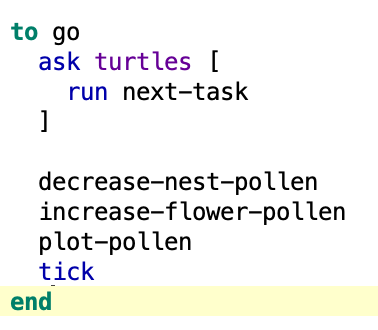 to go
  ask turtles [
    run next-task
  ]

  decrease-nest-pollen
  increase-flower-pollen
  plot-pollen
  tick
end